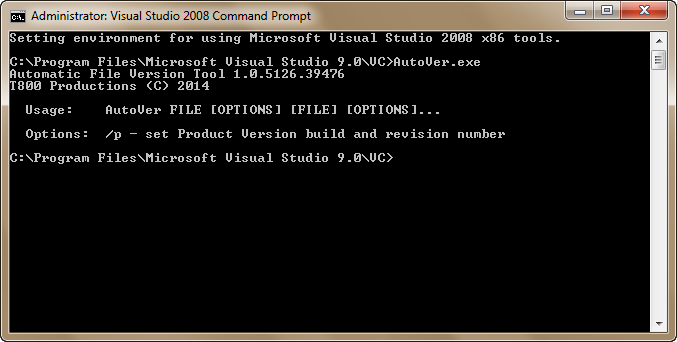 Administrator: Visual Studio 2008 Command Prompt
Setting environment for using Microsoft Visual Studio 2008 x86 tools.
C:\Program Files\Microsoft Visual Studio 9.0\VC>AutoVer.exe
Automatic File Version Tool 1.0.5126.39476
T800 Productions (C) 2014
Usage:    AutoVer FILE [OPTIONS] [FILE] [OPTIONS]...
Options:  /p - set Product Version build and revision number
C:\Program Files\Microsoft Visual Studio 9.0\VC>